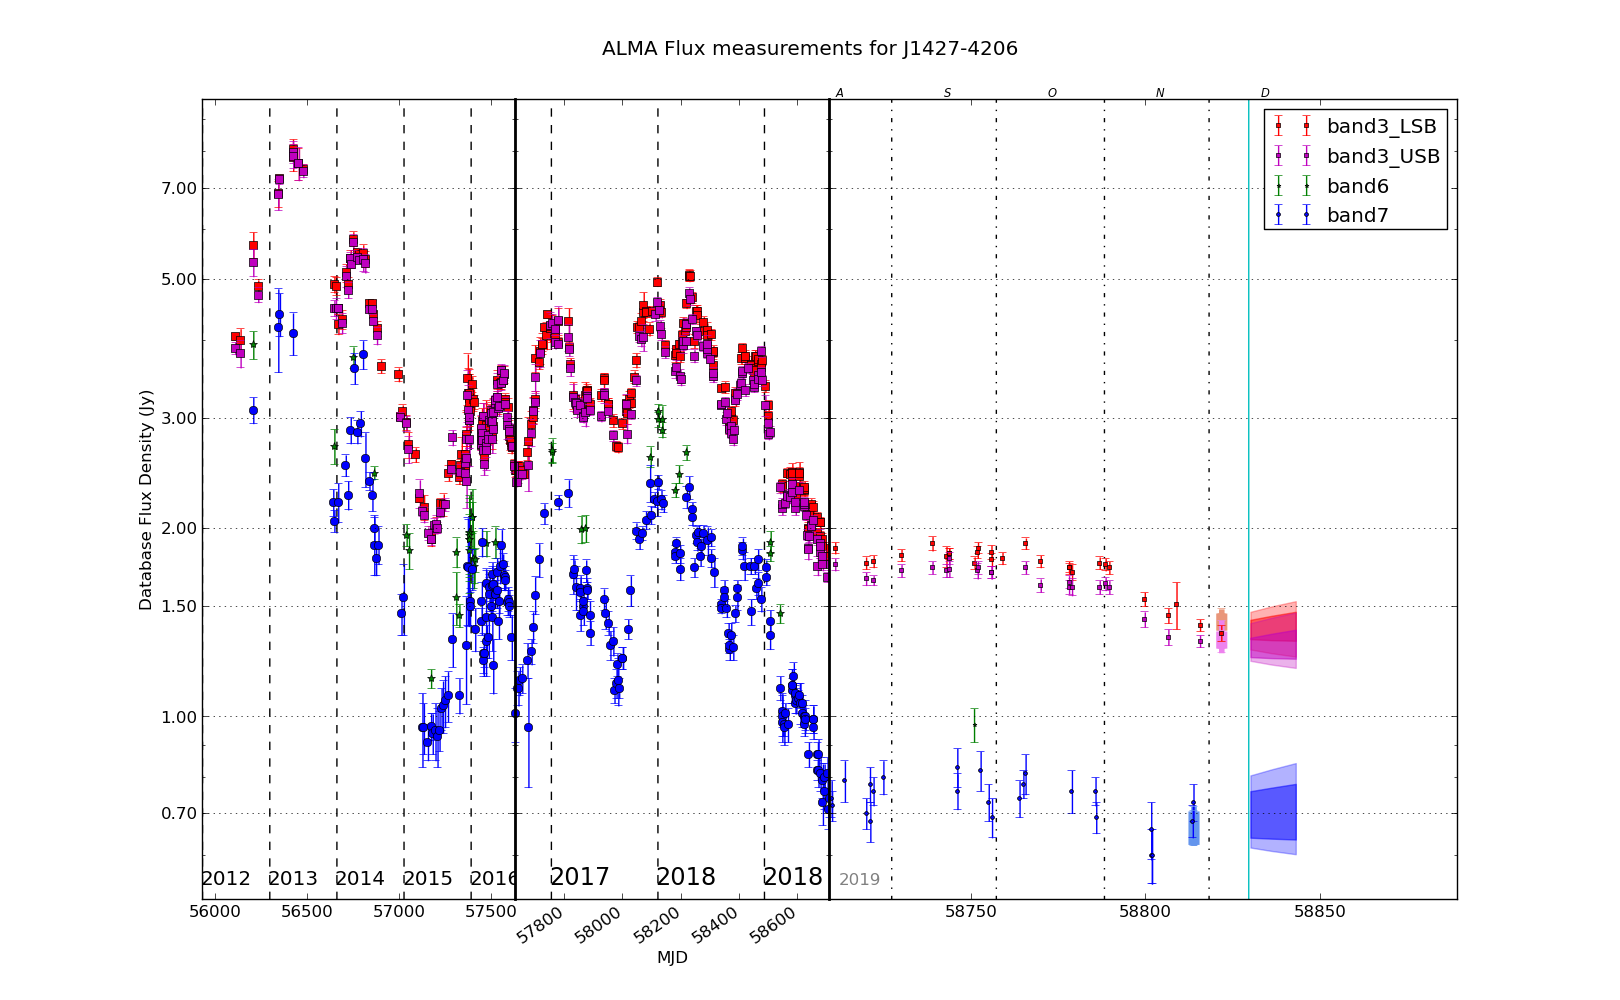 ALMA Flux measurements for J1427-4206
A S O N D
band3_LSB
band3_USB
band6
band7
7.00
5.00
3.00
2.00
1.50
1.00
0.70
Database Flux Density (Jy)
2012 2013 2014 2015 2016 2017 2018 2018 2019
56000 56500 57000 57500 57800 58000 58200 58400 58600 58750 58800 58850
MJD